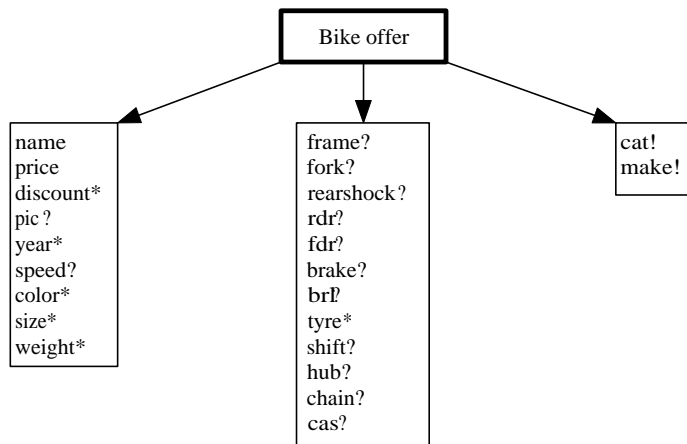 Bike offer
name
price
discount*
pic?
year*
speed?
color*
size*
weight*
frame?
fork?
rearshock?
rdr?
fdr?
brake?
brl?
tyre*
shift?
hub?
chain?
cas?
cat!
make!